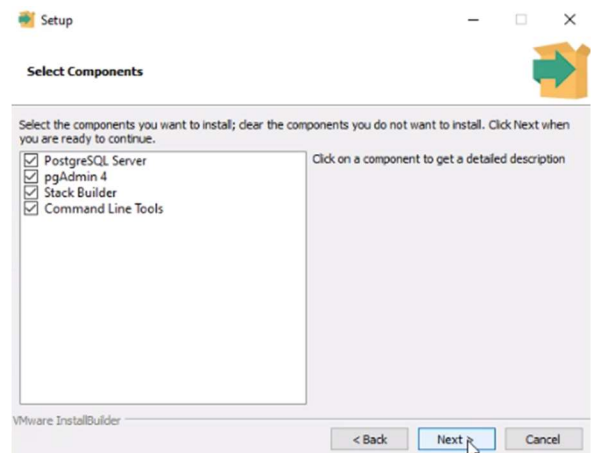 Setup
Select Components
Select the components you want to install; clear the components you do not want to install. Click Next when
you are ready to continue.
PostgreSQL Server
pgAdmin 4
Stack Builder
Command Line Tools
Click on a component to get a detailed description
VMware InstallBuilder
< Back
Next >
Cancel